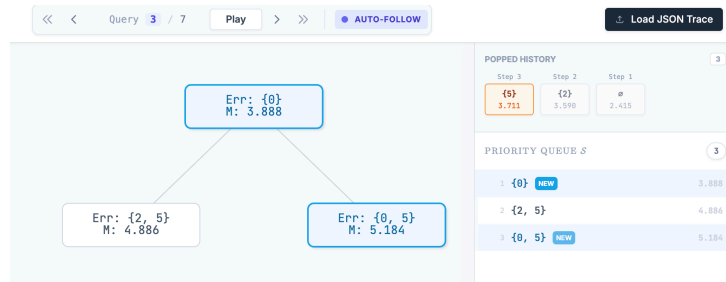 Query 3 / 7 Play AUTO-FOLLOW Load JSON Trace
Err: {0}
M: 3.888
Err: {2, 5}
M: 4.886
Err: {0, 5}
M: 5.184
POPPED HISTORY 3
Step 3 Step 2 Step 1
{5} {2} ∅
3.711 3.590 2.415
PRIORITY QUEUE 𝒮 3
1 {0} NEW 3.888
2 {2, 5} 4.886
3 {0, 5} NEW 5.184